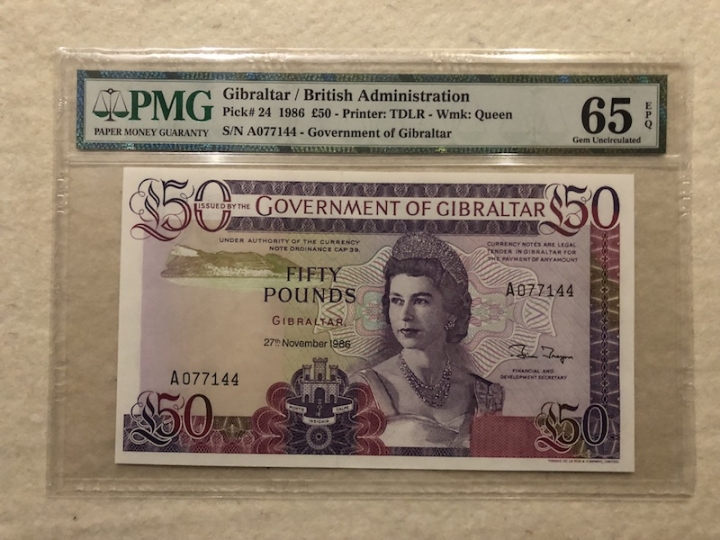 PMG
PAPER MONEY GUARANTY
Gibraltar / British Administration
Pick# 24 1986 £50 - Printer: TDLR - Wmk: Queen
S/N A077144 - Government of Gibraltar
65
EPQ
Gem Uncirculated
£50
ISSUED BY THE GOVERNMENT OF GIBRALTAR
£50
UNDER AUTHORITY OF THE CURRENCY
NOTE ORDINANCE CAP 39.
CURRENCY NOTES ARE LEGAL
TENDER IN GIBRALTAR FOR
THE PAYMENT OF ANY AMOUNT
FIFTY
POUNDS
GIBRALTAR.
27th November 1986
A077144
FINANCIAL AND
DEVELOPMENT SECRETARY
A077144
£50
INSIGNIA
£50